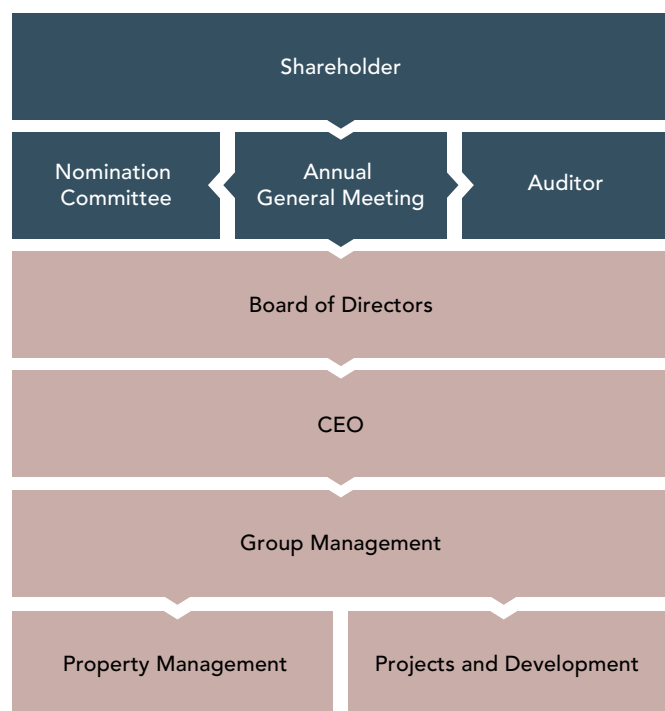 Shareholder
Nomination
Committee
Annual
General Meeting
Auditor
Board of Directors
CEO
Group Management
Property Management
Projects and Development